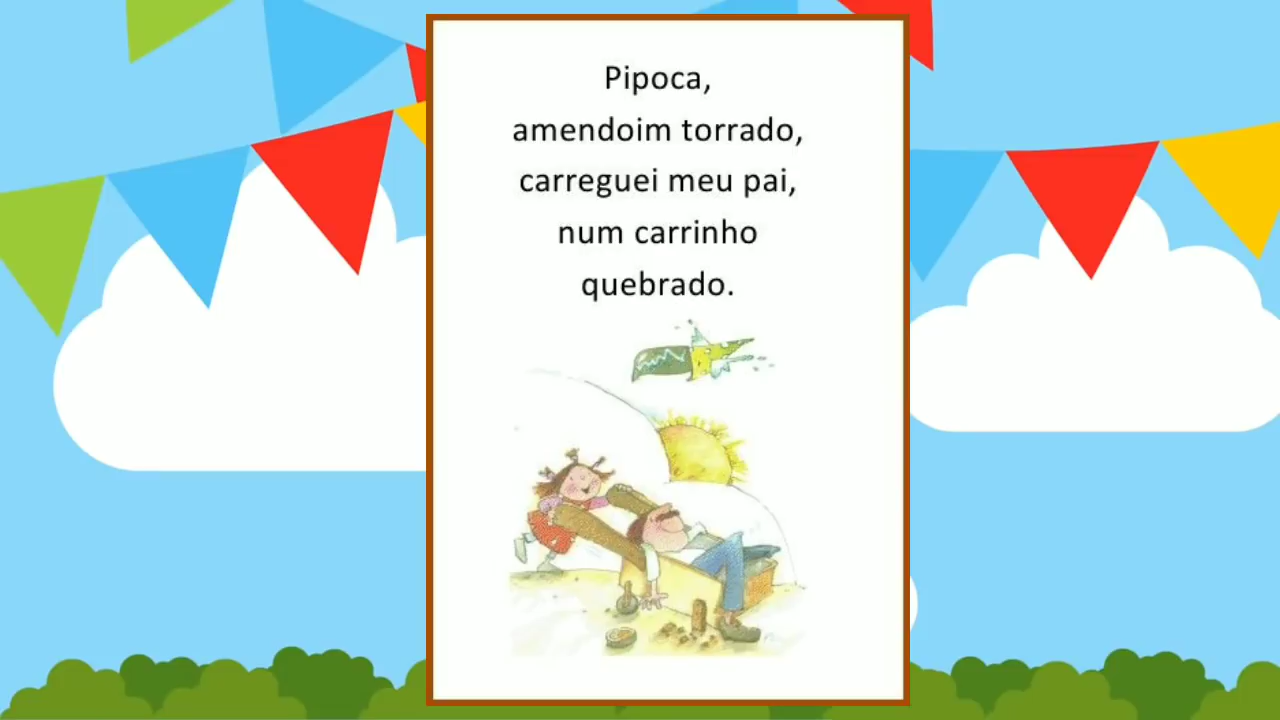 Pipoca,
amendoim torrado,
carreguei meu pai,
num carrinho
quebrado.